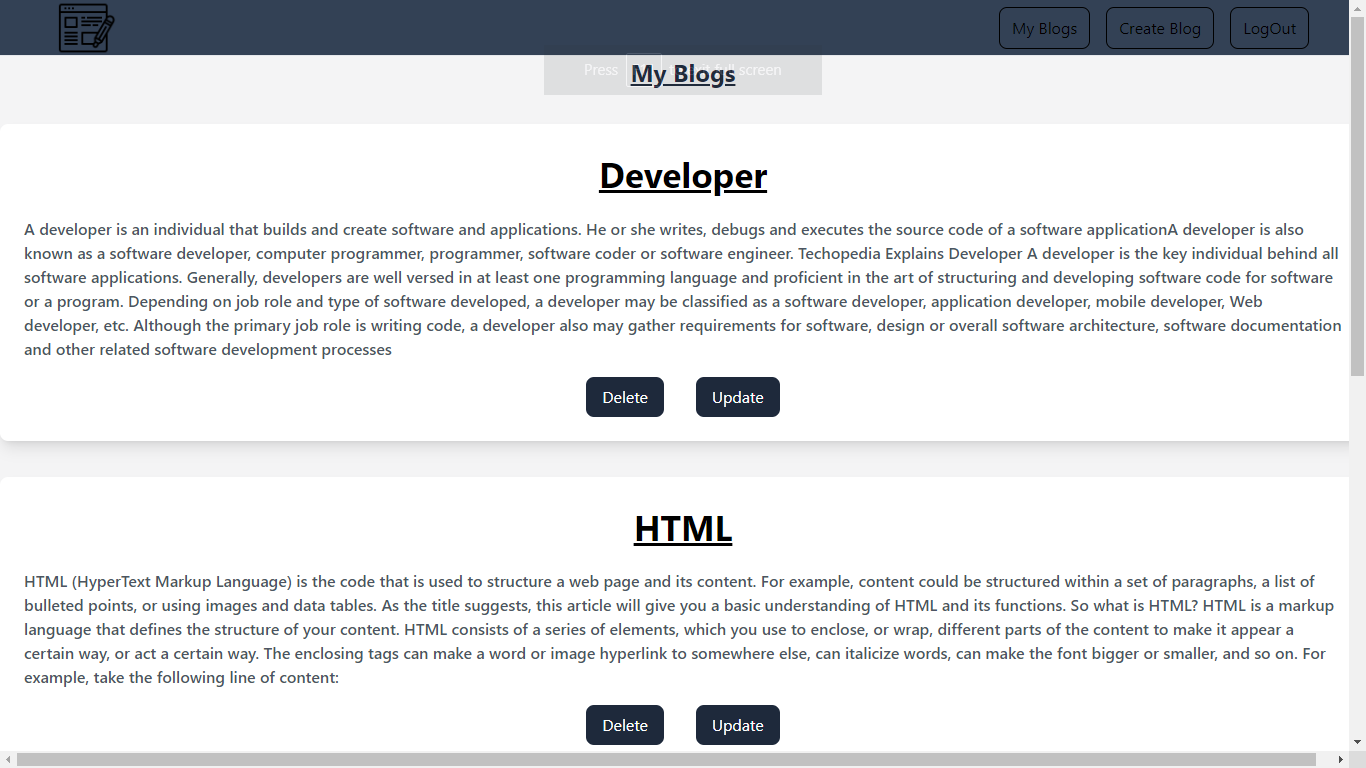 My Blogs
Create Blog
LogOut
Press
full screen
My Blogs
Developer
A developer is an individual that builds and create software and applications. He or she writes, debugs and executes the source code of a software applicationA developer is also
known as a software developer, computer programmer, programmer, software coder or software engineer. Techopedia Explains Developer A developer is the key individual behind all
software applications. Generally, developers are well versed in at least one programming language and proficient in the art of structuring and developing software code for software
or a program. Depending on job role and type of software developed, a developer may be classified as a software developer, application developer, mobile developer, Web
developer, etc. Although the primary job role is writing code, a developer also may gather requirements for software, design or overall software architecture, software documentation
and other related software development processes
Delete
Update
HTML
HTML (HyperText Markup Language) is the code that is used to structure a web page and its content. For example, content could be structured within a set of paragraphs, a list of
bulleted points, or using images and data tables. As the title suggests, this article will give you a basic understanding of HTML and its functions. So what is HTML? HTML is a markup
language that defines the structure of your content. HTML consists of a series of elements, which you use to enclose, or wrap, different parts of the content to make it appear a
certain way, or act a certain way. The enclosing tags can make a word or image hyperlink to somewhere else, can italicize words, can make the font bigger or smaller, and so on. For
example, take the following line of content:
Delete
Update